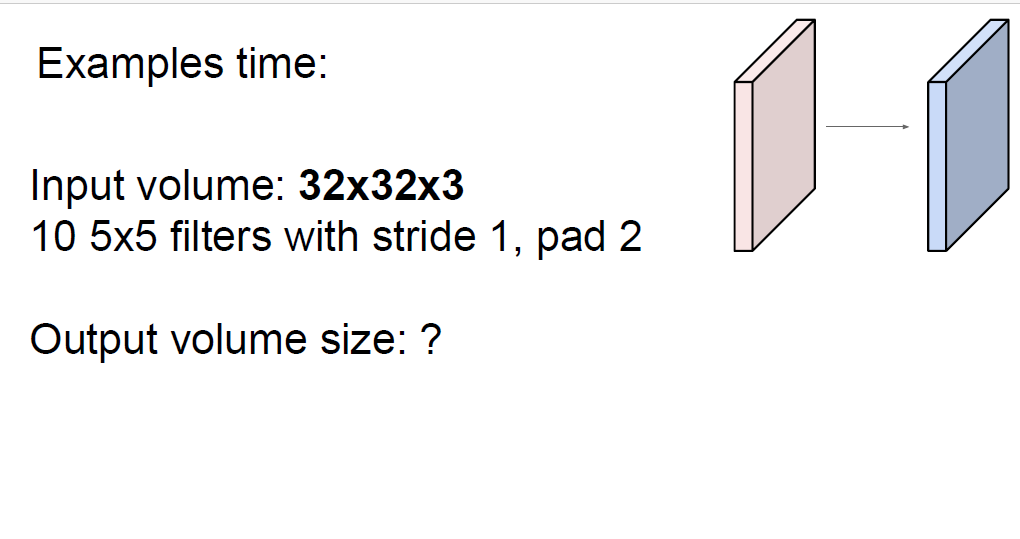 Examples time:
Input volume: 32x32x3
10 5x5 filters with stride 1, pad 2
Output volume size: ?